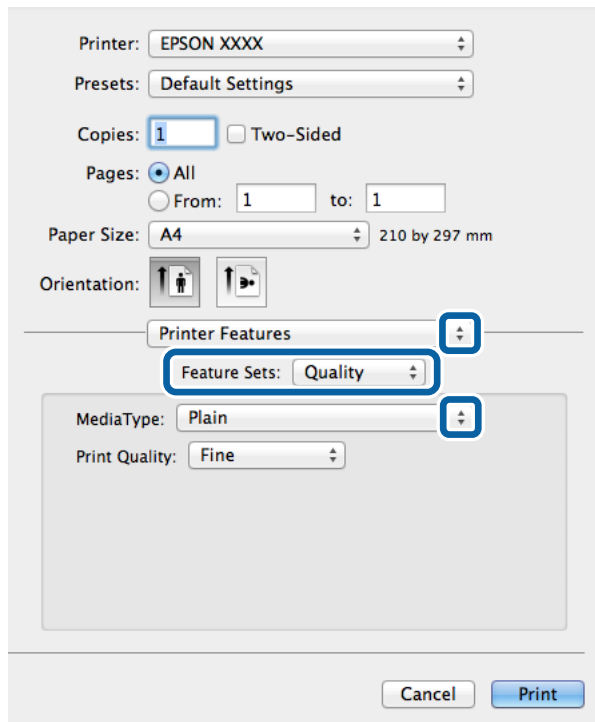 Printer: EPSON XXXX
Presets: Default Settings
Copies: 1 Two-Sided
Pages: All
From: 1 to: 1
Paper Size: A4 210 by 297 mm
Orientation:
Printer Features
Feature Sets: Quality
MediaType: Plain
Print Quality: Fine
Cancel Print